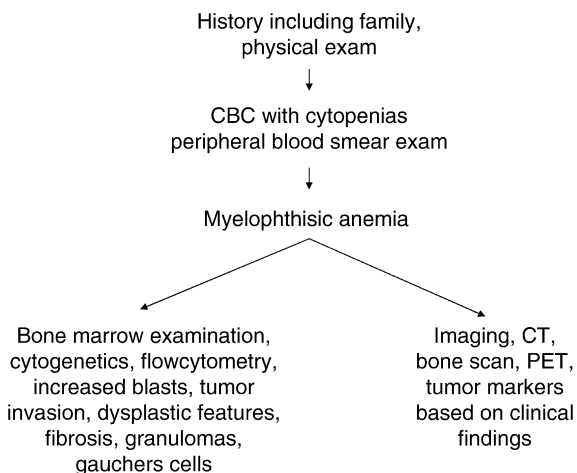 History including family,
physical exam
CBC with cytopenias
peripheral blood smear exam
Myelophthisic anemia
Bone marrow examination,
cytogenetics, flowcytometry,
increased blasts, tumor
invasion, dysplastic features,
fibrosis, granulomas,
gauchers cells
Imaging, CT,
bone scan, PET,
tumor markers
based on clinical
findings